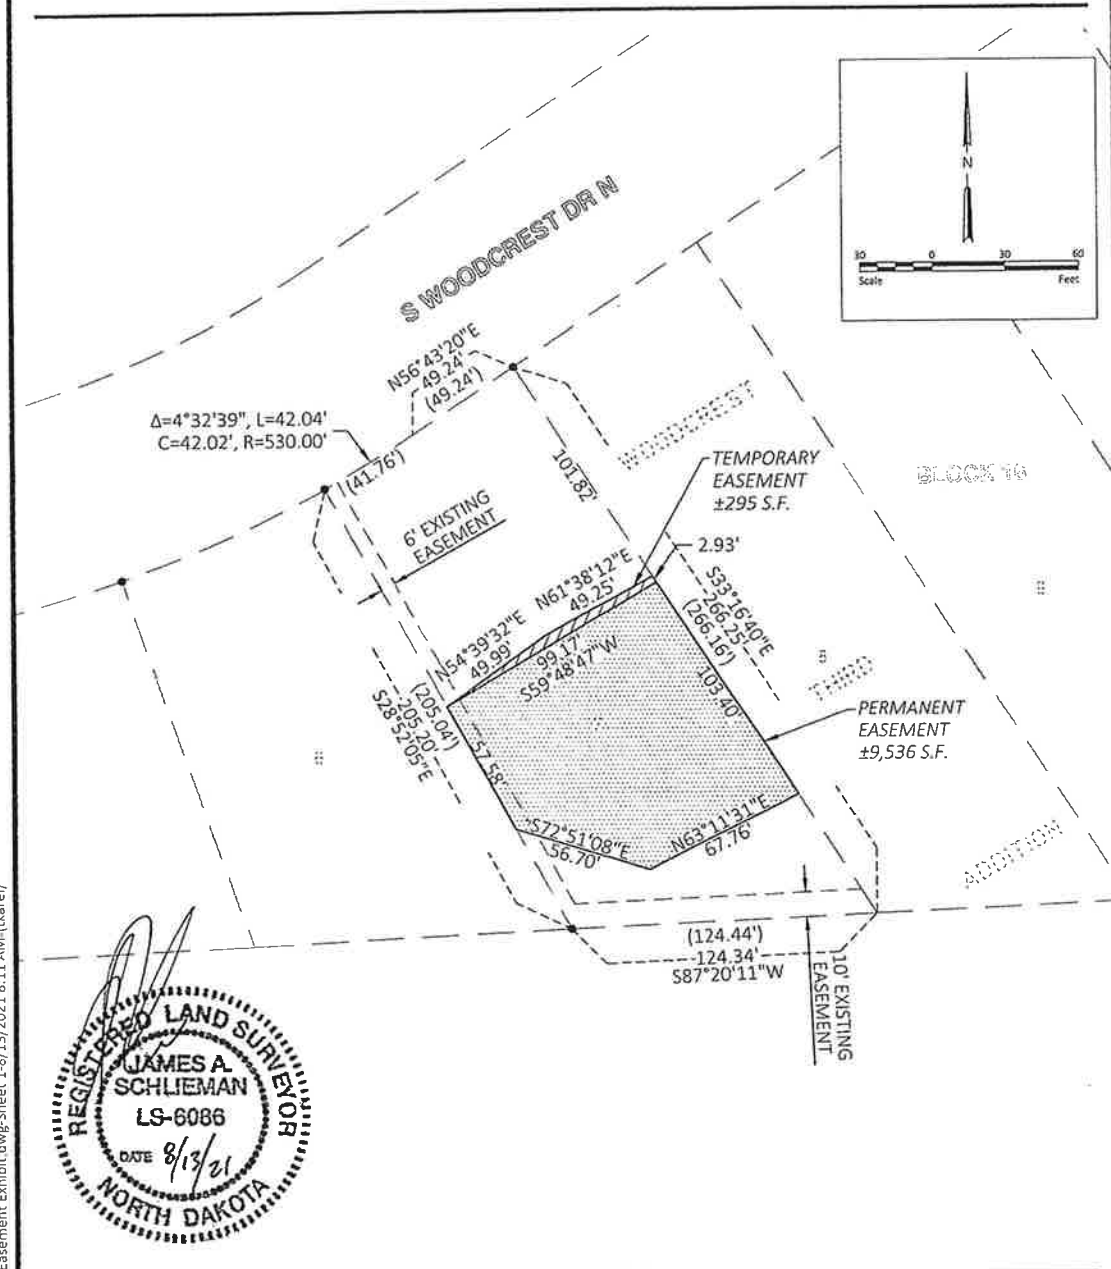 N
30 0 30 60
Scale Feet
S WOODCREST DR N
N56°43'20"E
49.24'
(49.24')
Δ=4°32'39", L=42.04'
C=42.02', R=530.00'
(41.76')
6' EXISTING
EASEMENT
101.82'
WOODCREST
TEMPORARY
EASEMENT
±295 S.F.
BLOCK 16
2.93'
N61°38'12"E
49.25'
N54°39'32"E
49.99'
99.17'
S59°48'47"W
S33°16'40"E
266.25'
(266.16')
103.40'
THIRD
PERMANENT
EASEMENT
±9,536 S.F.
(205.04')
205.20'
S28°52'05"E
57.58'
S72°51'08"E
56.70'
N63°11'31"E
67.76'
ADDITION
(124.44')
124.34'
S87°20'11"W
10' EXISTING
EASEMENT
REGISTERED LAND SURVEYOR
JAMES A.
SCHLIEMAN
LS-6086
DATE 8/13/21
NORTH DAKOTA